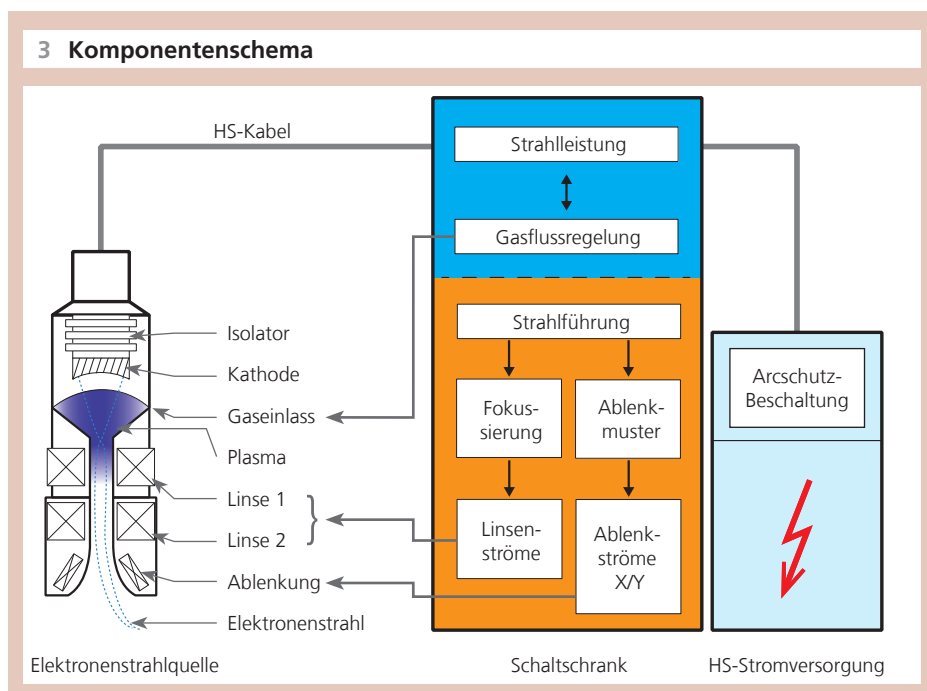 3 Komponentenschema
HS-Kabel
Strahlleistung
Gasflussregelung
Isolator
Kathode
Gaseinlass
Plasma
Linse 1
Linse 2
Ablenkung
Elektronenstrahl
Strahlführung
Fokus-
sierung
Ablenk-
muster
Linsen-
ströme
Ablenk-
ströme
X/Y
Arcschutz-
Beschaltung
Elektronenstrahlquelle
Schaltschrank
HS-Stromversorgung